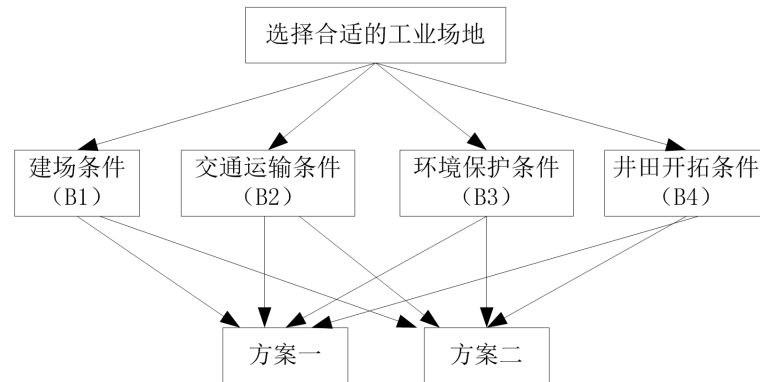 选择合适的工业场地
建场条件
（B1）
交通运输条件
（B2）
环境保护条件
（B3）
井田开拓条件
（B4）
方案一
方案二